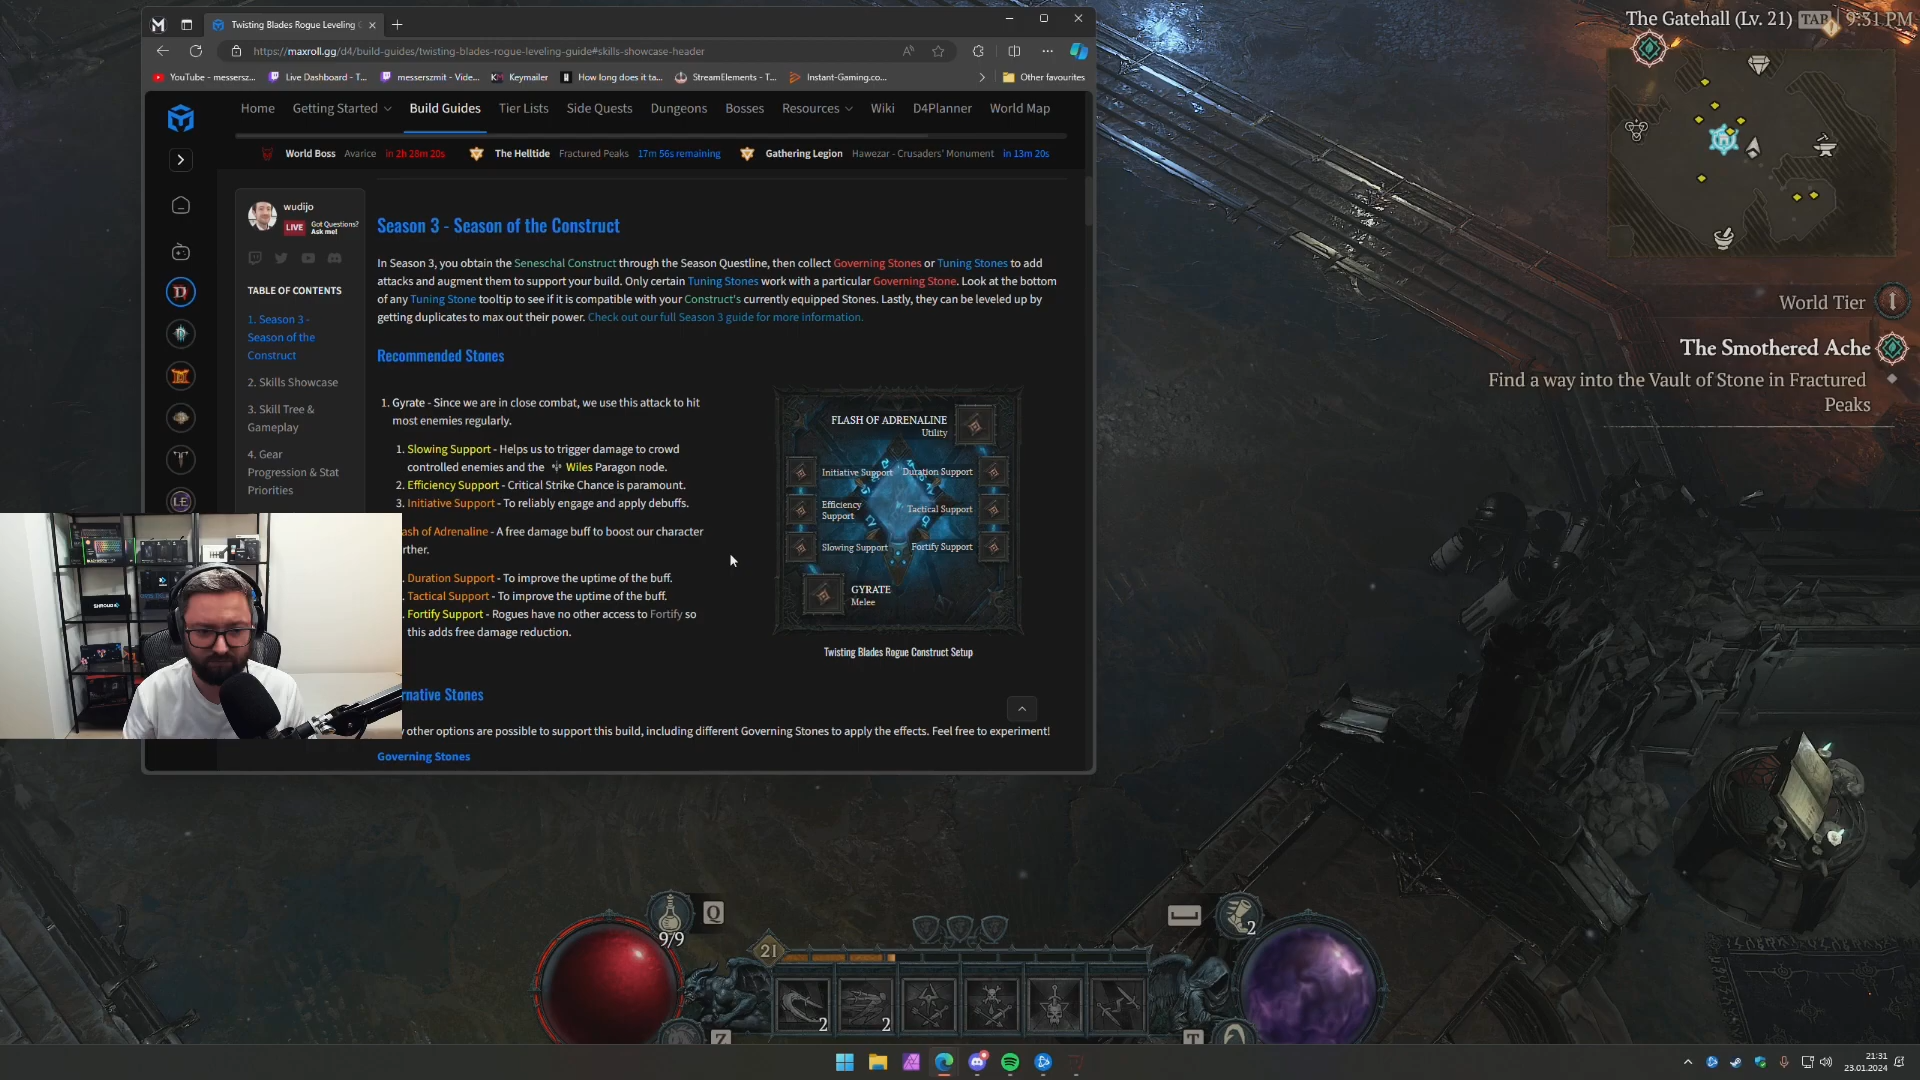 Twisting Blades Rogue Leveling
https://maxroll.gg/d4/build-guides/twisting-blades-rogue-leveling-guide#skills-showcase-header
YouTube - messersz...
Live Dashboard - T...
messerszmit - Vide...
Keymailer
How long does it ta...
StreamElements - T...
Instant-Gaming.co...
Other favourites
Home
Getting Started
Build Guides
Tier Lists
Side Quests
Dungeons
Bosses
Resources
Wiki
D4Planner
World Map
World Boss Avarice in 2h 28m 20s
The Helltide Fractured Peaks 17m 56s remaining
Gathering Legion Hawezar - Crusaders' Monument in 13m 20s
wudijo
LIVE Got Questions? Ask me!
TABLE OF CONTENTS
1. Season 3 -
Season of the
Construct
2. Skills Showcase
3. Skill Tree &
Gameplay
4. Gear
Progression & Stat
Priorities
LE
Season 3 - Season of the Construct
In Season 3, you obtain the Seneschal Construct through the Season Questline, then collect Governing Stones or Tuning Stones to add
attacks and augment them to support your build. Only certain Tuning Stones work with a particular Governing Stone. Look at the bottom
of any Tuning Stone tooltip to see if it is compatible with your Construct's currently equipped Stones. Lastly, they can be leveled up by
getting duplicates to max out their power. Check out our full Season 3 guide for more information.
Recommended Stones
1. Gyrate - Since we are in close combat, we use this attack to hit
most enemies regularly.
1. Slowing Support - Helps us to trigger damage to crowd
controlled enemies and the Wiles Paragon node.
2. Efficiency Support - Critical Strike Chance is paramount.
3. Initiative Support - To reliably engage and apply debuffs.
ash of Adrenaline - A free damage buff to boost our character
rther.
. Duration Support - To improve the uptime of the buff.
. Tactical Support - To improve the uptime of the buff.
. Fortify Support - Rogues have no other access to Fortify so
this adds free damage reduction.
FLASH OF ADRENALINE
Utility
Initiative Support
Duration Support
Efficiency
Support
Tactical Support
Slowing Support
Fortify Support
GYRATE
Melee
Twisting Blades Rogue Construct Setup
rnative Stones
y other options are possible to support this build, including different Governing Stones to apply the effects. Feel free to experiment!
Governing Stones
SHROUD
The Gatehall (Lv. 21) TAB 9:31 PM
World Tier
The Smothered Ache
Find a way into the Vault of Stone in Fractured
Peaks
Q
9/9
21
2
2
2
Z
T
21:31
23.01.2024